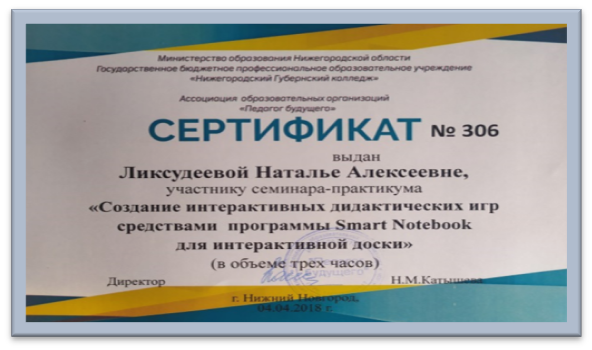 Министерство образования Нижегородской области
Государственное бюджетное профессиональное образовательное учреждение
«Нижегородский Губернский колледж»
Ассоциация образовательных организаций
«Педагог будущего»
СЕРТИФИКАТ № 306
выдан
Ликсудеевой Наталье Алексеевне,
участнику семинара-практикума
«Создание интерактивных дидактических игр
средствами программы Smart Notebook
для интерактивной доски»
(в объеме трех часов)
будущего
Директор Н.М.Катышева
г. Нижний Новгород,
04.04.2018 г.